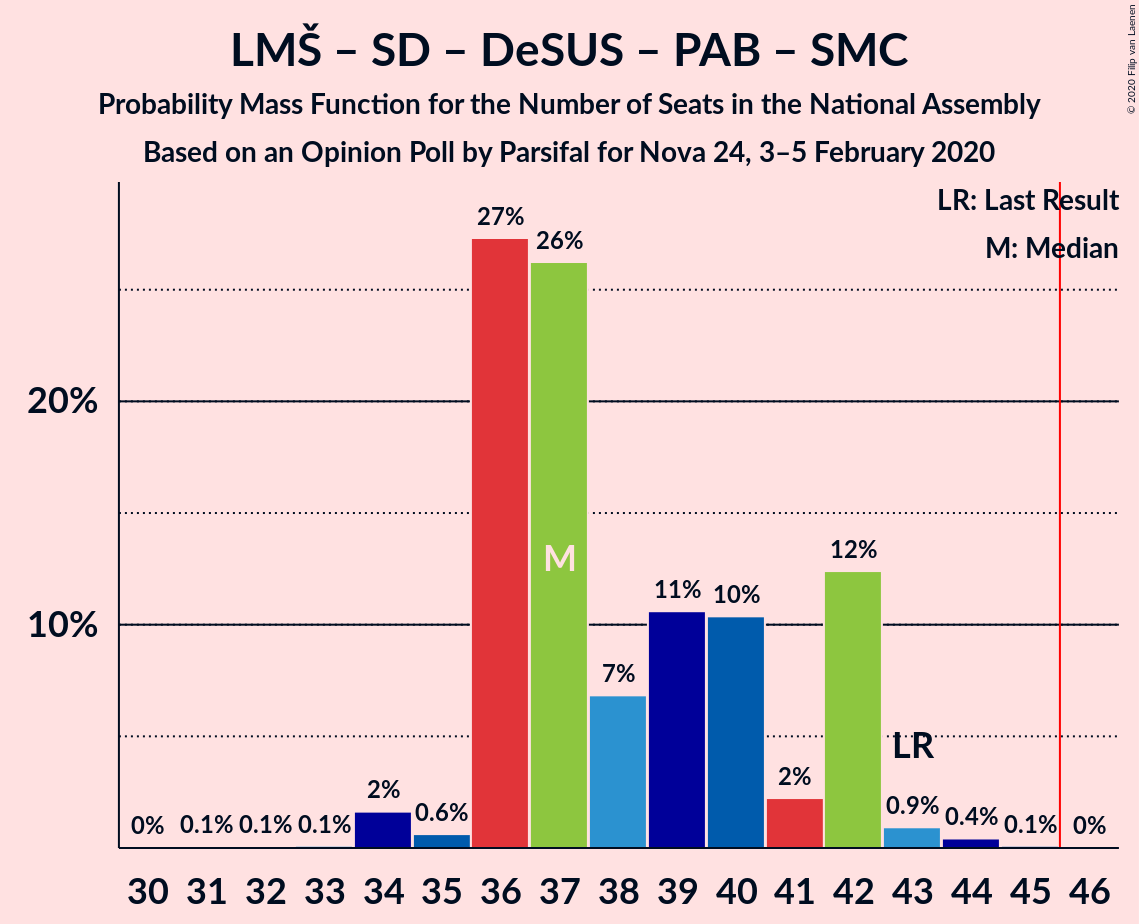 LMŠ – SD – DeSUS – PAB – SMC
Probability Mass Function for the Number of Seats in the National Assembly
Based on an Opinion Poll by Parsifal for Nova 24, 3–5 February 2020
© 2020 Filip van Laenen
LR: Last Result
M: Median
27%
26%
20%
M
12%
11%
10%
10%
7%
LR
2%
2%
0.6%
0.9%
0.4%
0%
0.1%
0.1%
0.1%
0.1%
0%
30 31 32 33 34 35 36 37 38 39 40 41 42 43 44 45 46